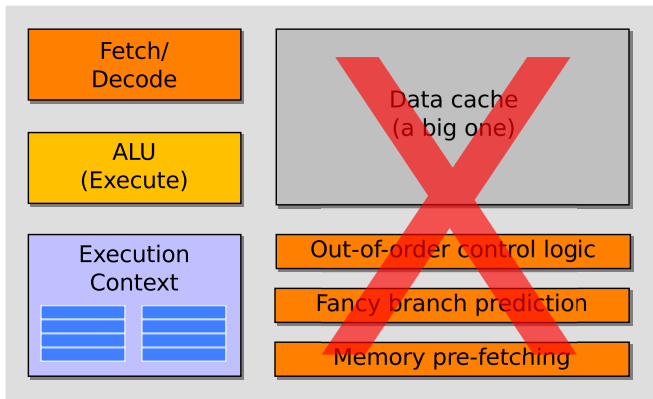 Fetch/
Decode
ALU
(Execute)
Execution
Context
Data cache
(a big one)
Out-of-order control logic
Fancy branch prediction
Memory pre-fetching